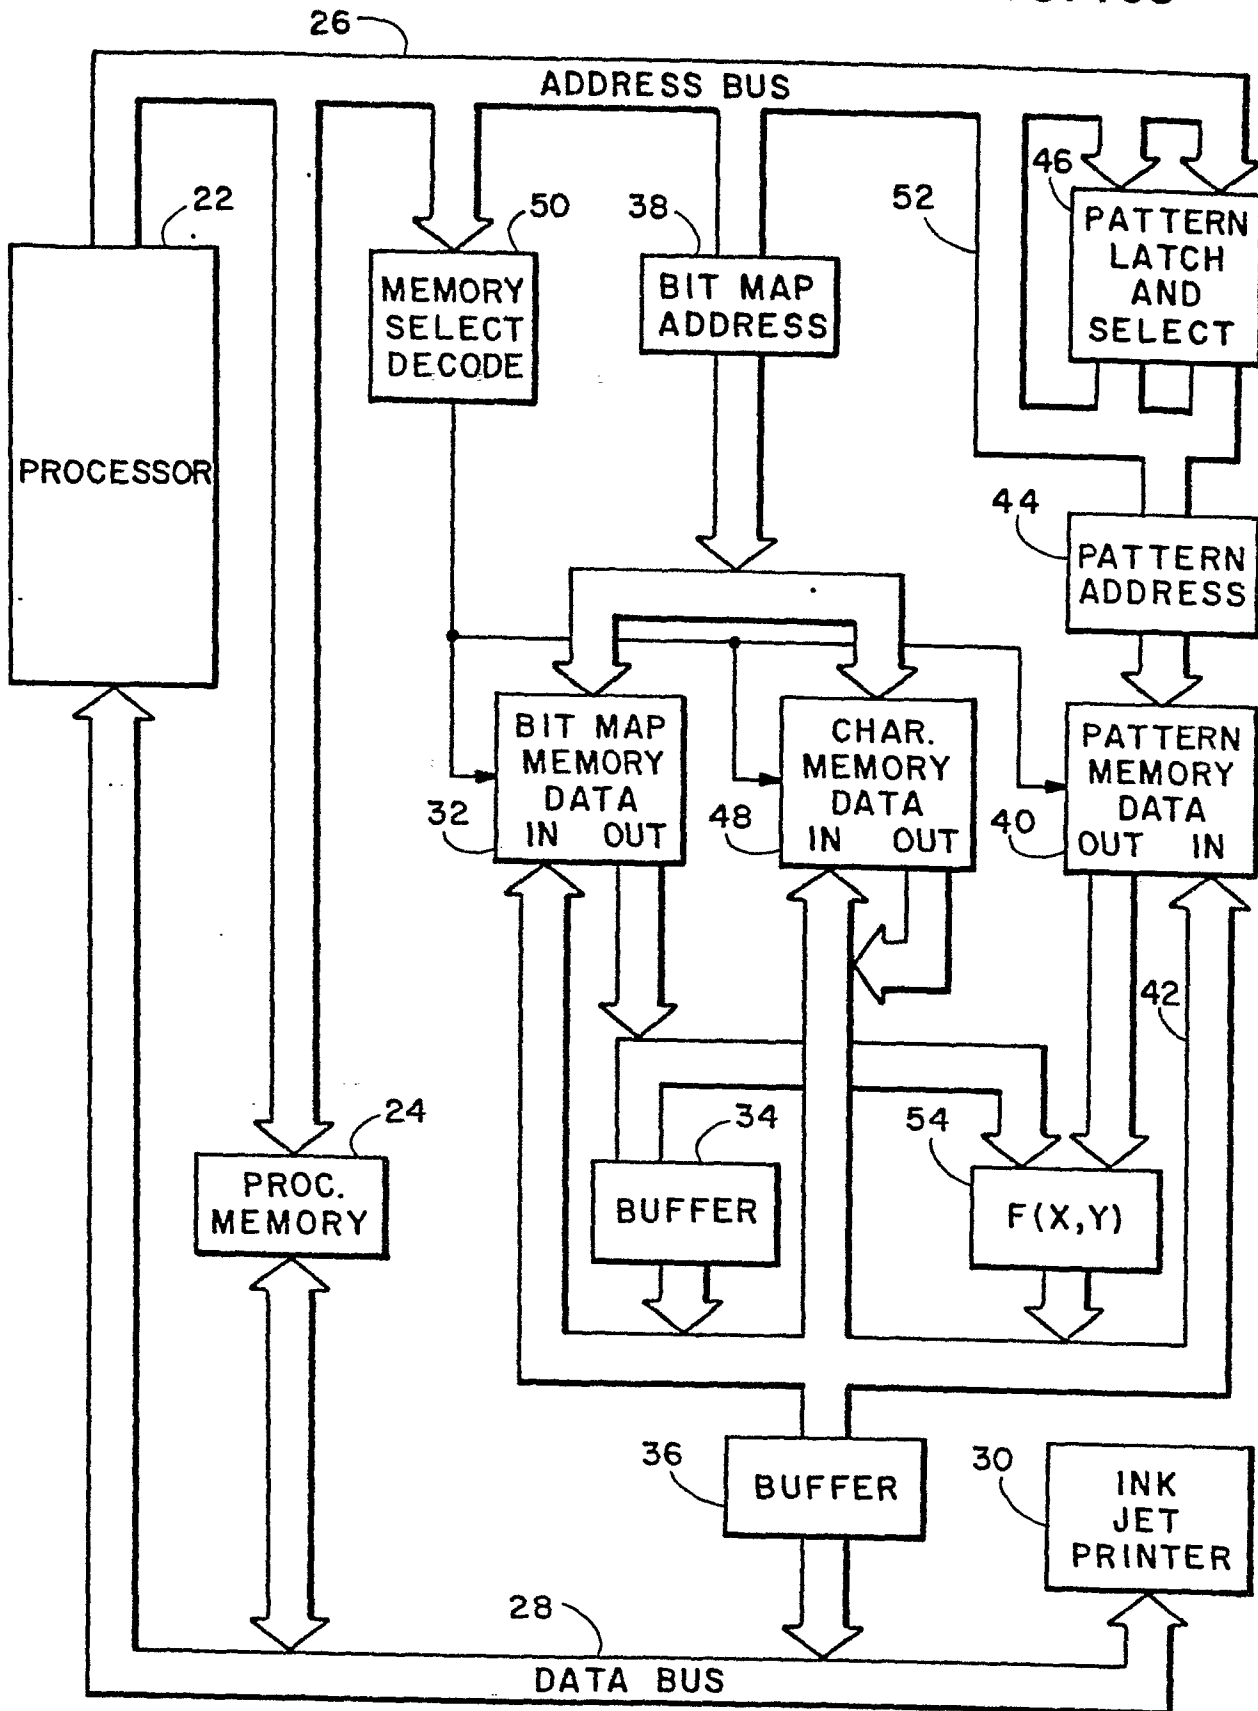 26
ADDRESS BUS
22
50
38
52
46
PATTERN
LATCH
AND
SELECT
MEMORY
SELECT
DECODE
BIT MAP
ADDRESS
PROCESSOR
44
PATTERN
ADDRESS
BIT MAP
MEMORY
DATA
IN OUT
32
CHAR.
MEMORY
DATA
IN OUT
48
PATTERN
MEMORY
DATA
OUT IN
40
42
24
PROC.
MEMORY
34
BUFFER
54
F(X,Y)
36
BUFFER
30
INK
JET
PRINTER
28
DATA BUS